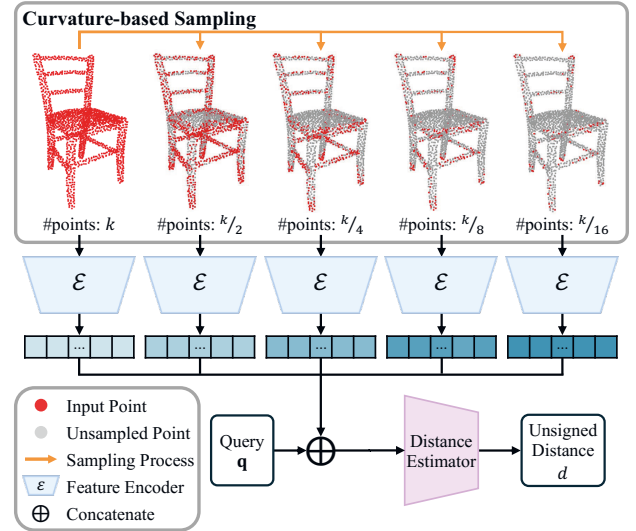 Curvature-based Sampling
#points: k #points: k/2 #points: k/4 #points: k/8 #points: k/16
ℰ ℰ ℰ ℰ ℰ
... ... ... ... ...
Input Point
Unsampled Point
Sampling Process
ℰ Feature Encoder
Concatenate
Query
q
Distance
Estimator
Unsigned
Distance
d